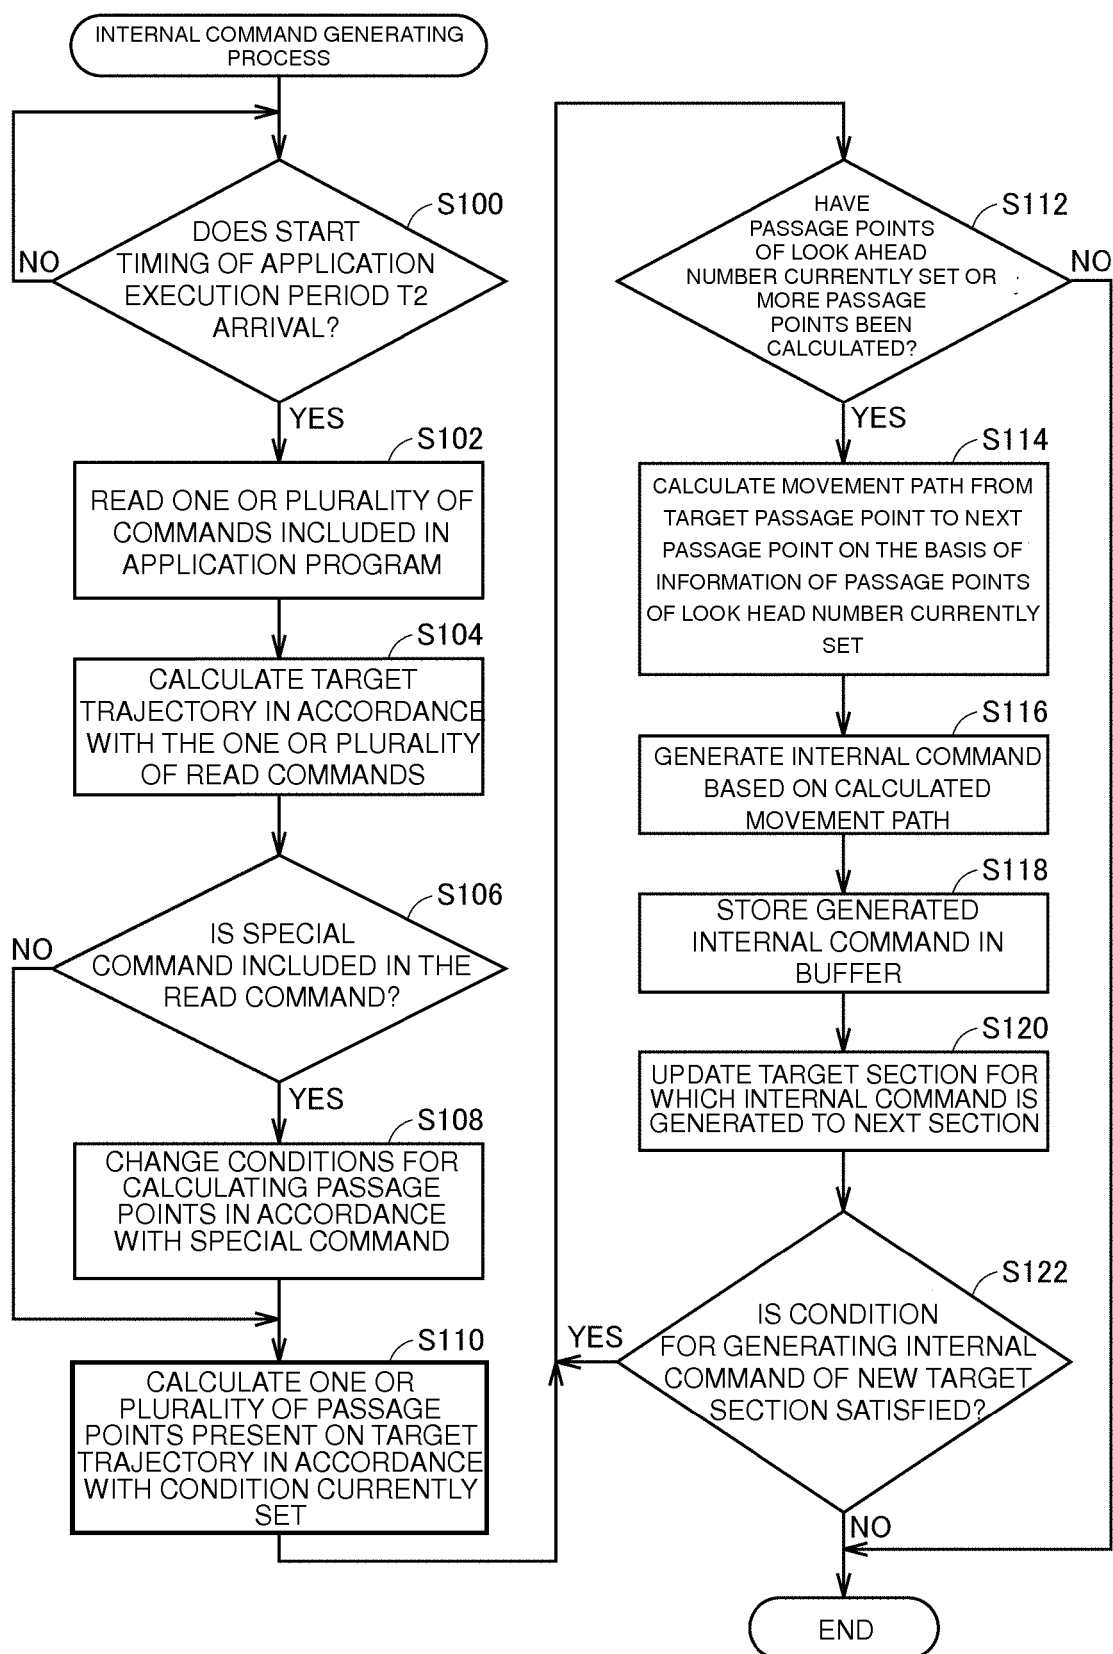 INTERNAL COMMAND GENERATING
PROCESS
S100
DOES START
TIMING OF APPLICATION
EXECUTION PERIOD T2
ARRIVAL?
NO
YES
S102
READ ONE OR PLURALITY OF
COMMANDS INCLUDED IN
APPLICATION PROGRAM
S104
CALCULATE TARGET
TRAJECTORY IN ACCORDANCE
WITH THE ONE OR PLURALITY
OF READ COMMANDS
S106
IS SPECIAL
COMMAND INCLUDED IN THE
READ COMMAND?
NO
YES
S108
CHANGE CONDITIONS FOR
CALCULATING PASSAGE
POINTS IN ACCORDANCE
WITH SPECIAL COMMAND
S110
CALCULATE ONE OR
PLURALITY OF PASSAGE
POINTS PRESENT ON TARGET
TRAJECTORY IN ACCORDANCE
WITH CONDITION CURRENTLY
SET
S112
HAVE
PASSAGE POINTS
OF LOOK AHEAD
NUMBER CURRENTLY SET OR
MORE PASSAGE
POINTS BEEN
CALCULATED?
NO
YES
S114
CALCULATE MOVEMENT PATH FROM
TARGET PASSAGE POINT TO NEXT
PASSAGE POINT ON THE BASIS OF
INFORMATION OF PASSAGE POINTS
OF LOOK HEAD NUMBER CURRENTLY
SET
S116
GENERATE INTERNAL COMMAND
BASED ON CALCULATED
MOVEMENT PATH
S118
STORE GENERATED
INTERNAL COMMAND IN
BUFFER
S120
UPDATE TARGET SECTION FOR
WHICH INTERNAL COMMAND IS
GENERATED TO NEXT SECTION
S122
IS CONDITION
FOR GENERATING INTERNAL
COMMAND OF NEW TARGET
SECTION SATISFIED?
YES
NO
END